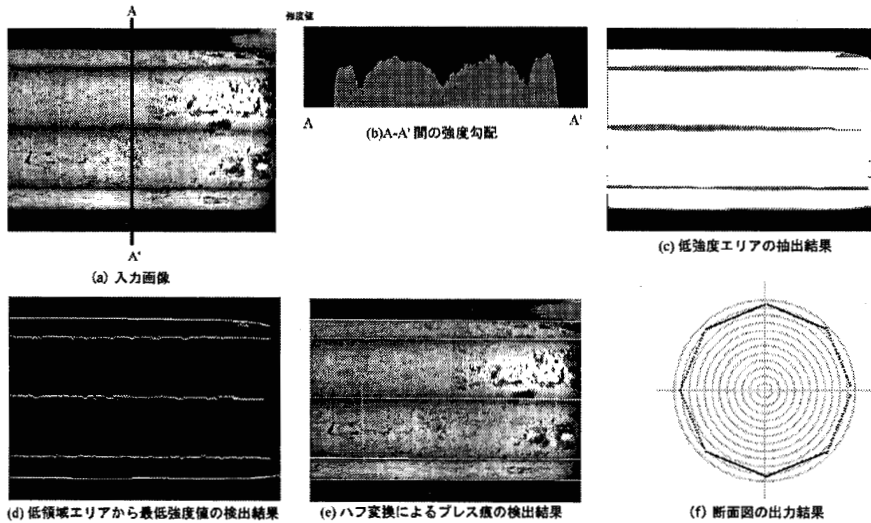 A
A'
(a) 入力画像
強度値
A
A'
(b)A-A' 間の強度勾配
(c) 低強度エリアの抽出結果
(d) 低領域エリアから最低強度値の検出結果
(e) ハフ変換によるプレス痕の検出結果
(f) 断面図の出力結果